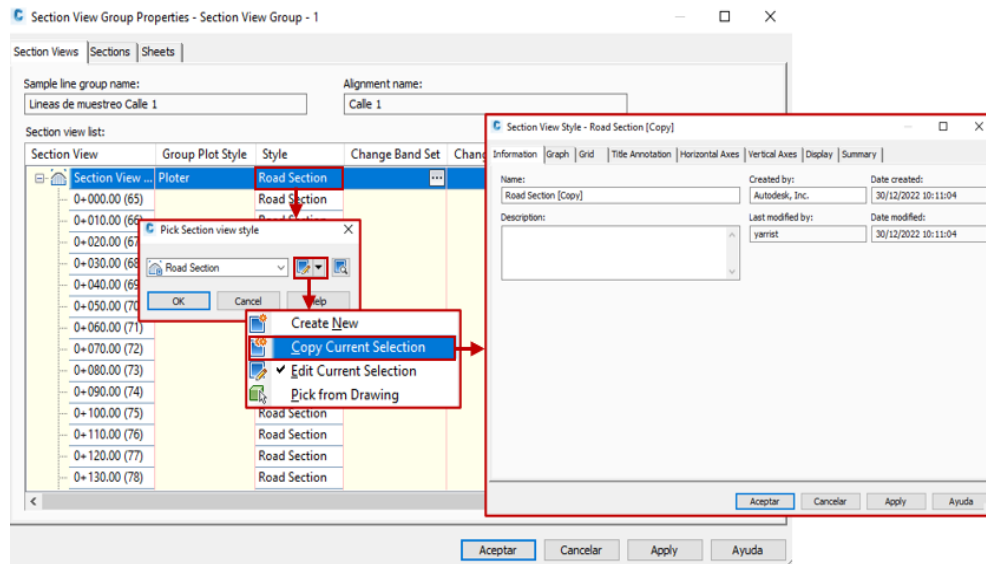 Section View Group Properties - Section View Group - 1
Section Views Sections Sheets
Sample line group name: Alignment name:
Lineas de muestreo Calle 1 Calle 1
Section view list:
Section View Group Plot Style Style Change Band Set Chang
Section View ... Ploter Road Section ...
0+000.00 (65) Road Section
0+010.00 (66)
0+020.00 (67
0+030.00 (68
0+040.00 (69
0+050.00 (70
0+060.00 (71)
0+070.00 (72)
0+080.00 (73)
0+090.00 (74)
0+100.00 (75) Road Section
0+110.00 (76) Road Section
0+120.00 (77) Road Section
0+130.00 (78) Road Section
Aceptar Cancelar Apply Ayuda
Pick Section view style
Road Section
OK Cancel Help
Create New
Copy Current Selection
Edit Current Selection
Pick from Drawing
Section View Style - Road Section [Copy]
Information Graph Grid Title Annotation Horizontal Axes Vertical Axes Display Summary
Name: Created by: Date created:
Road Section [Copy] Autodesk, Inc. 30/12/2022 10:11:04
Description: Last modified by: Date modified:
yarrist 30/12/2022 10:11:04
Aceptar Cancelar Apply Ayuda